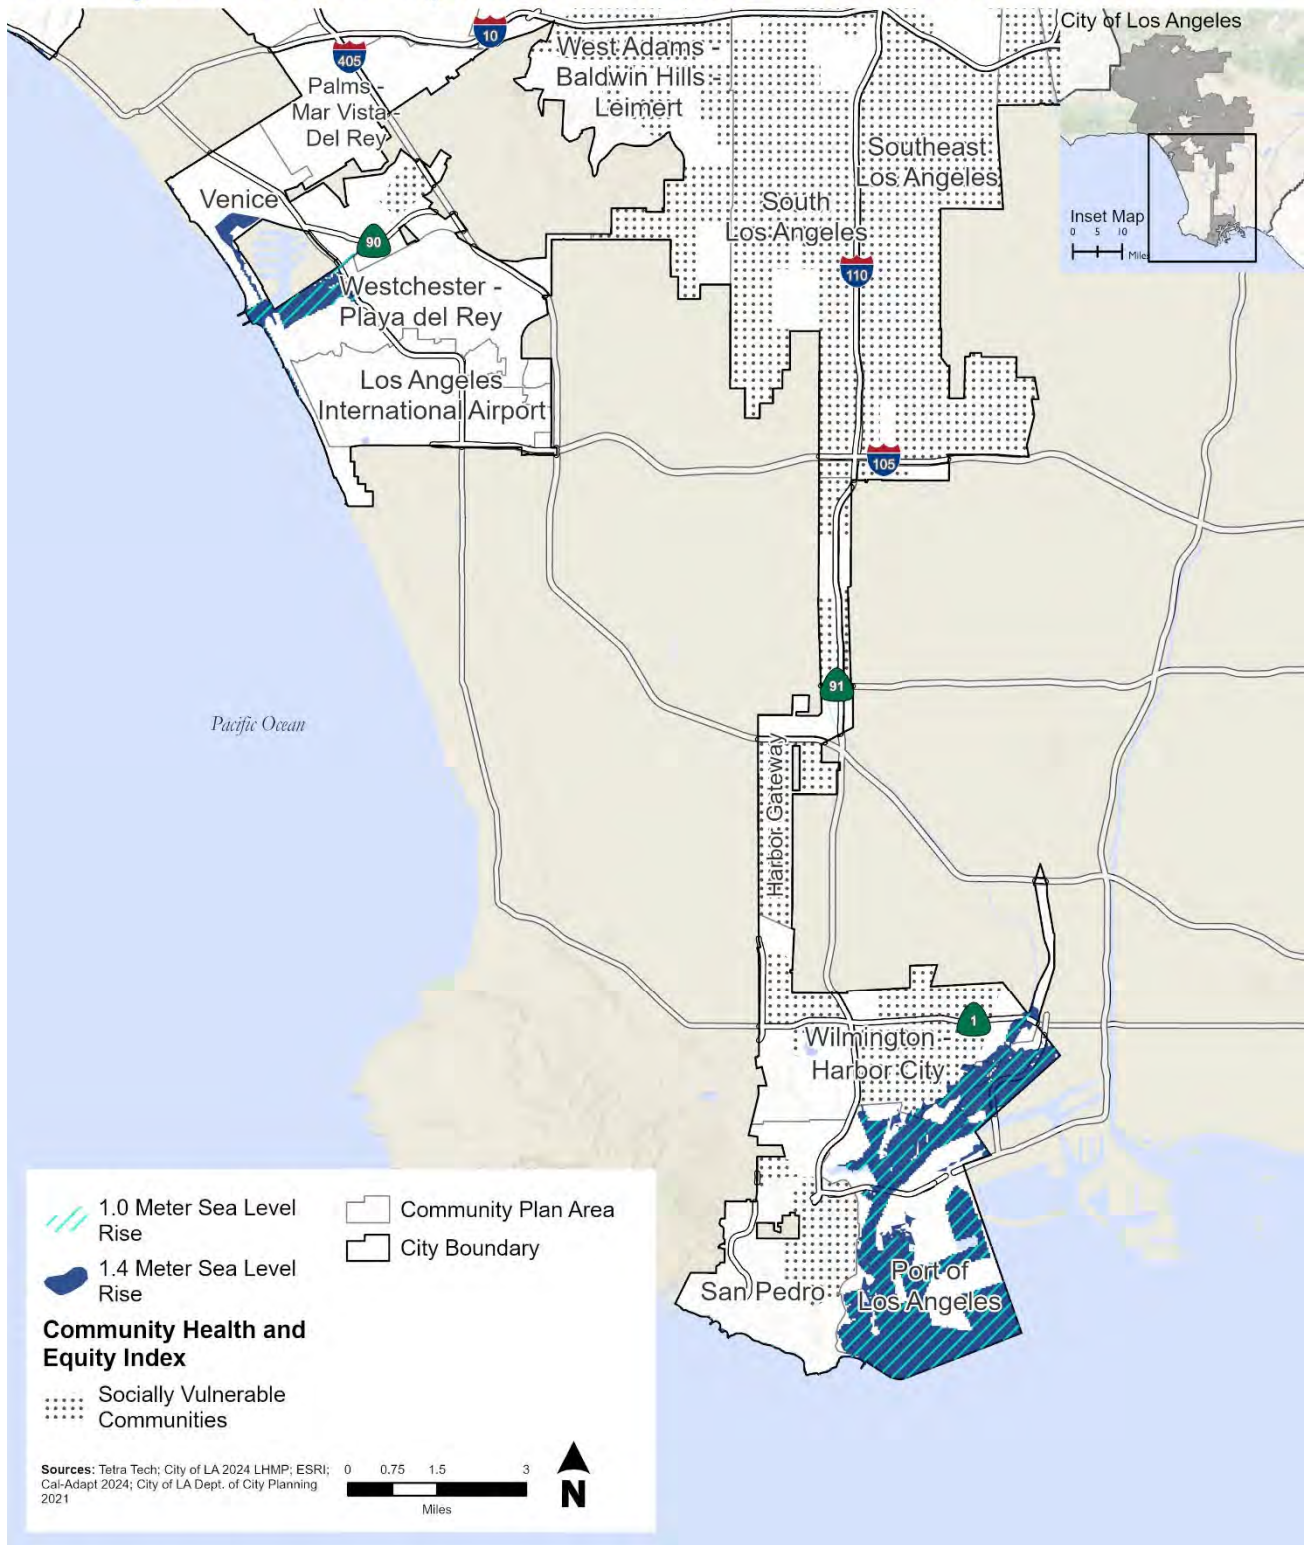 City of Los Angeles
10
405
West Adams -
Baldwin Hills -
Leimert
Palms -
Mar Vista -
Del Rey
Southeast
Los Angeles
Venice
South
Los Angeles
Inset Map
0 5 10
Miles
90
110
Westchester -
Playa del Rey
Los Angeles
International Airport
105
91
Pacific Ocean
Harbor Gateway
1
Wilmington -
Harbor City
San Pedro
Port of
Los Angeles
1.0 Meter Sea Level
Rise
1.4 Meter Sea Level
Rise
Community Plan Area
City Boundary
Community Health and
Equity Index
Socially Vulnerable
Communities
Sources: Tetra Tech; City of LA 2024 LHMP; ESRI;
Cal-Adapt 2024; City of LA Dept. of City Planning
2021
0 0.75 1.5 3
Miles
N